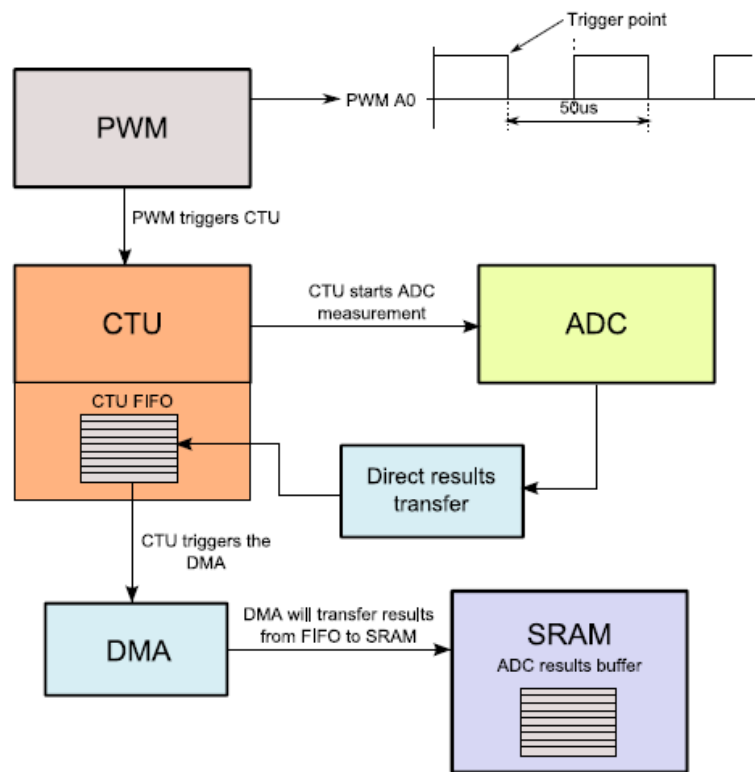 Trigger point
PWM
PWM A0
50us
PWM triggers CTU
CTU
CTU starts ADC
measurement
ADC
CTU FIFO
Direct results
transfer
CTU triggers the
DMA
DMA
DMA will transfer results
from FIFO to SRAM
SRAM
ADC results buffer